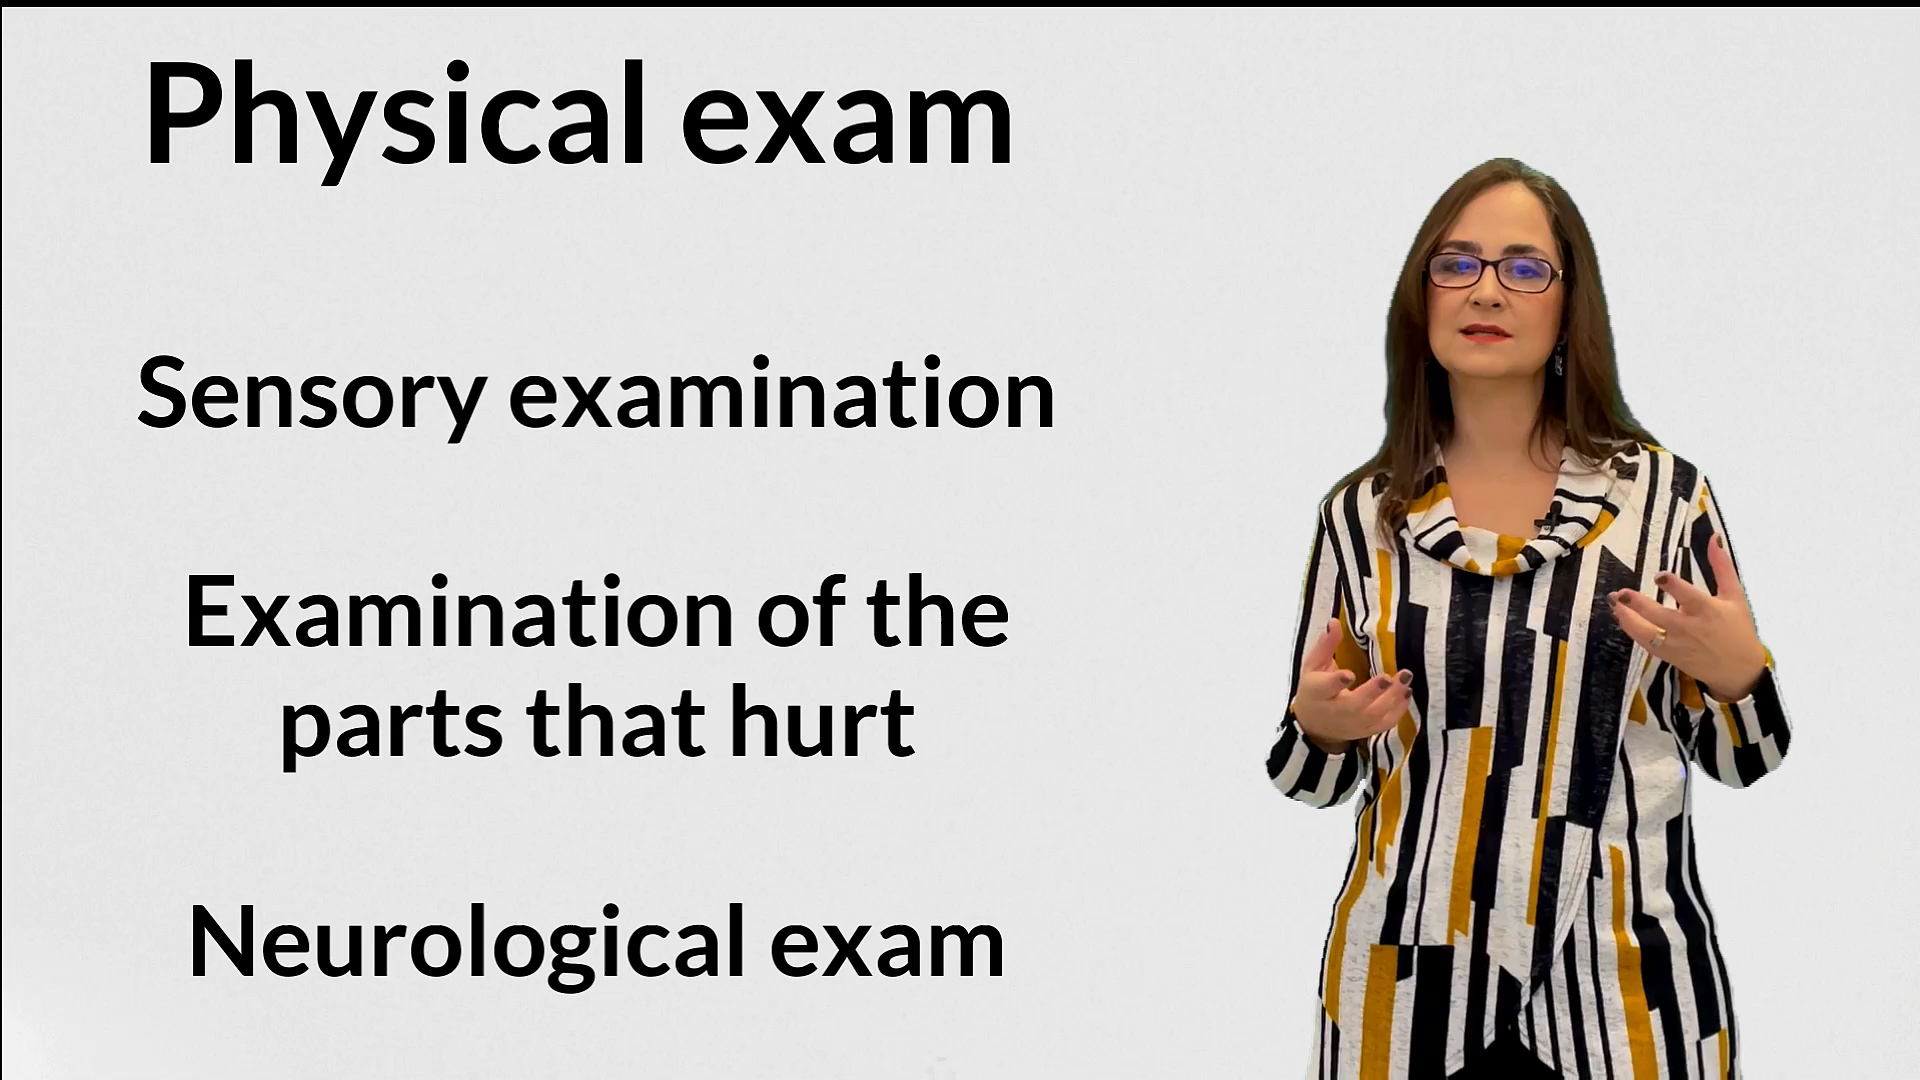 Physical exam
Sensory examination
Examination of the
parts that hurt
Neurological exam